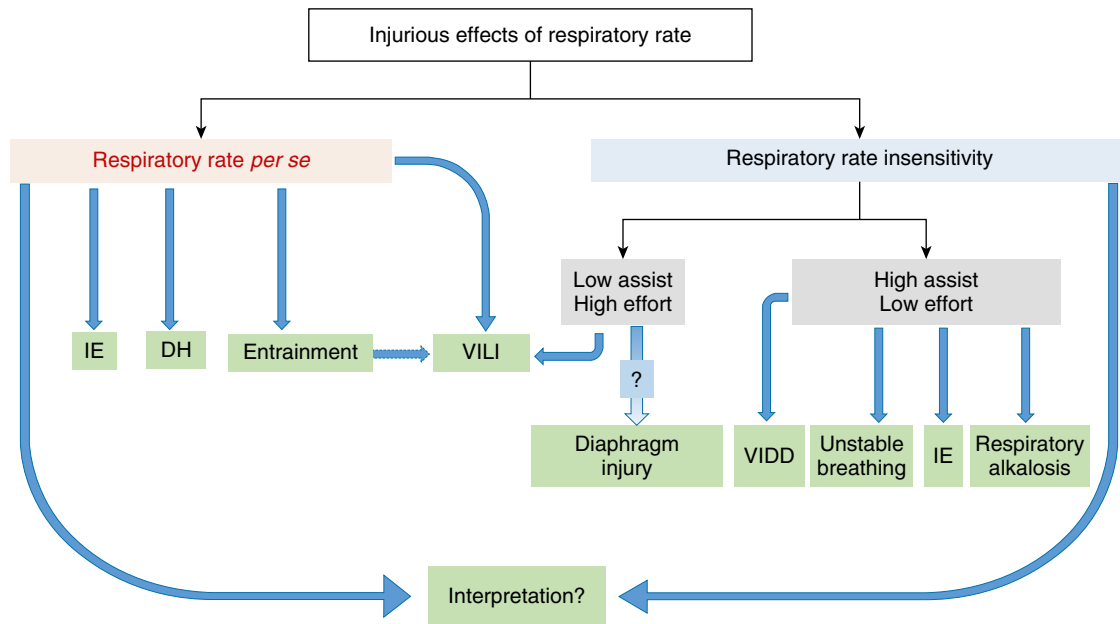 Injurious effects of respiratory rate
Respiratory rate per se
Respiratory rate insensitivity
Low assist
High effort
High assist
Low effort
IE
DH
Entrainment
VILI
?
Diaphragm
injury
VIDD
Unstable
breathing
IE
Respiratory
alkalosis
Interpretation?